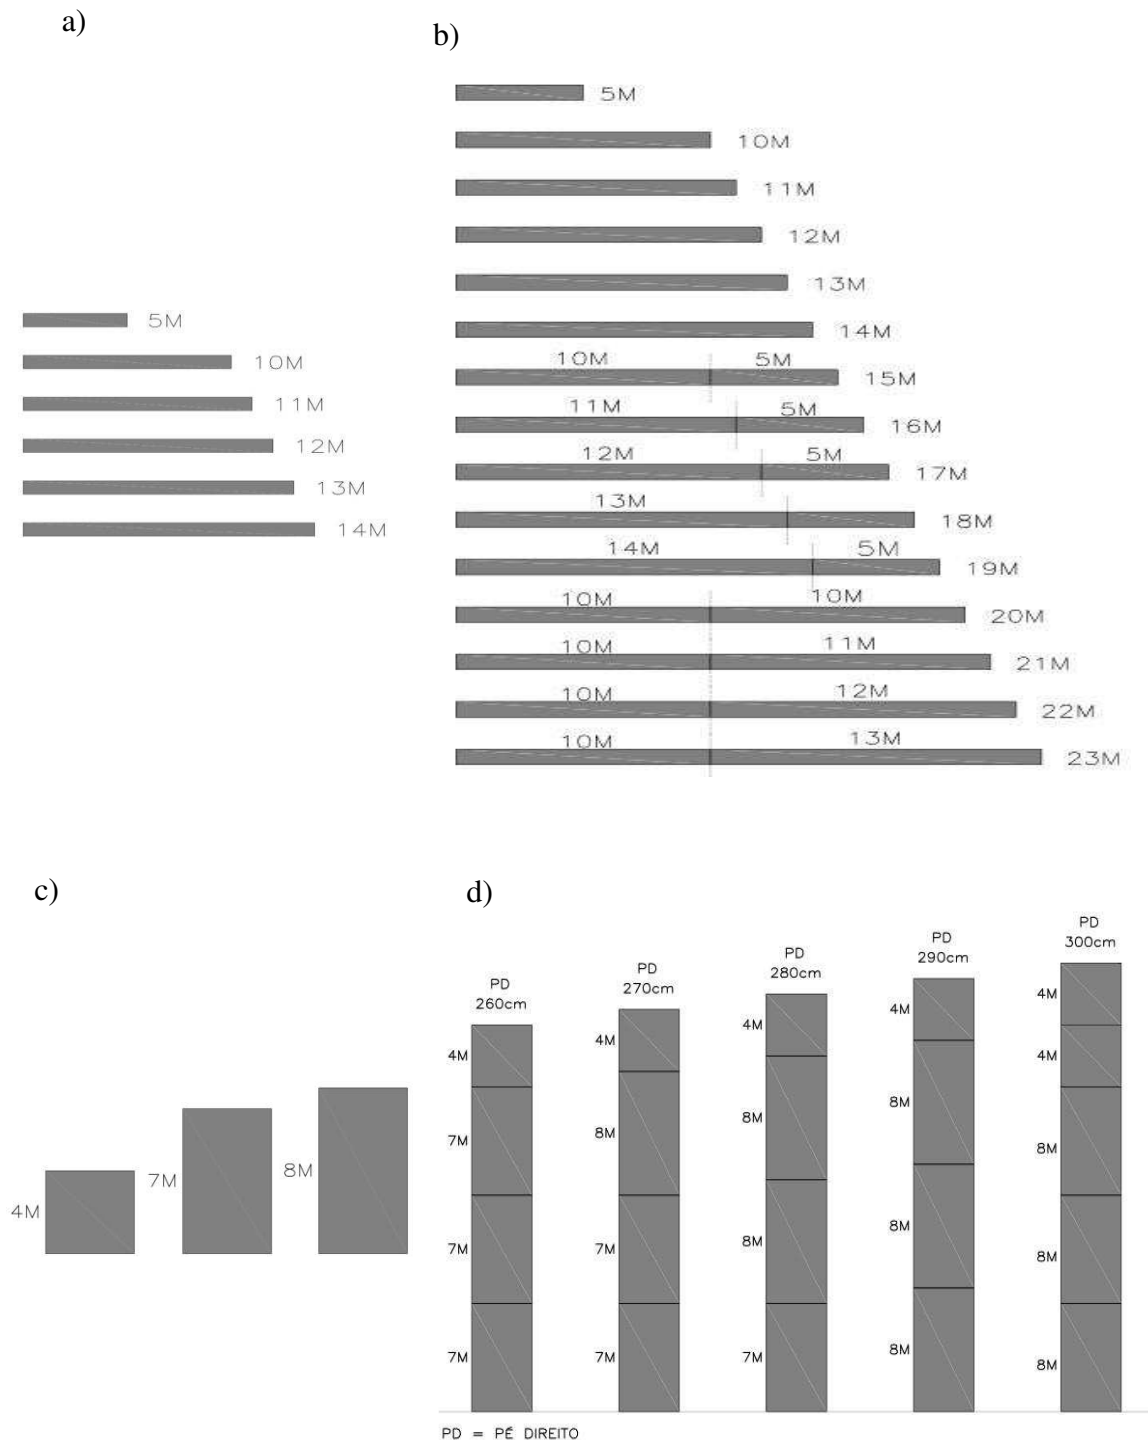 a)
5M
10M
11M
12M
13M
14M
b)
5M
10M
11M
12M
13M
14M
10M 5M 15M
11M 5M 16M
12M 5M 17M
13M 18M
14M 5M 19M
10M 10M 20M
10M 11M 21M
10M 12M 22M
10M 13M 23M
c)
4M
7M
8M
d)
PD
260cm
4M
7M
7M
7M
PD
270cm
4M
8M
7M
7M
PD
280cm
4M
8M
8M
7M
PD
290cm
4M
8M
8M
8M
PD
300cm
4M
4M
8M
8M
8M
PD = PÉ DIREITO